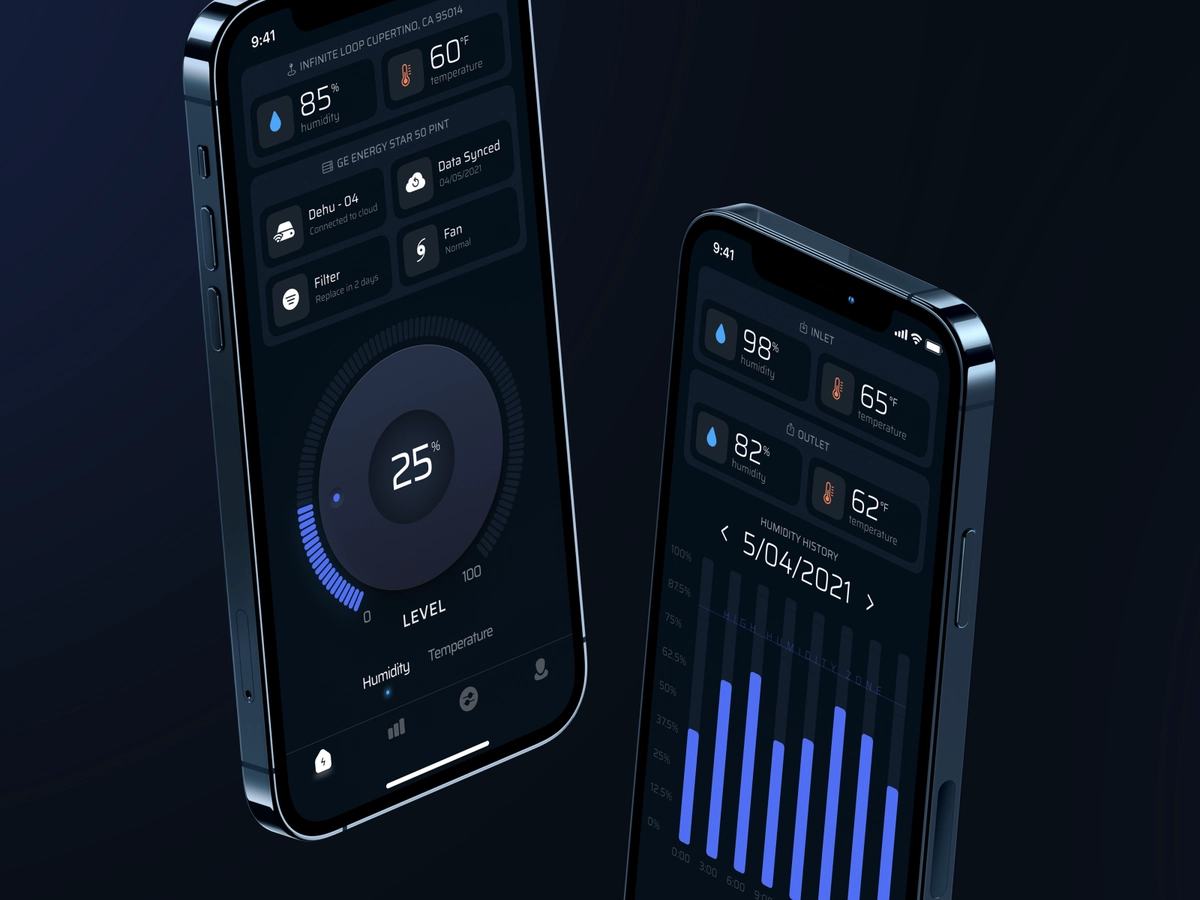 9:41
INFINITE LOOP CUPERTINO, CA 95014
85%
humidity
60°F
temperature
GE ENERGY STAR 50 PINT
Dehu - 04
Connected to cloud
Data Synced
04/05/2021
Filter
Replace in 2 days
Fan
Normal
25%
0
100
LEVEL
Humidity
Temperature
9:41
INLET
98%
humidity
65°F
temperature
OUTLET
82%
humidity
62°F
temperature
HUMIDITY HISTORY
< 5/04/2021 >
100%
87.5%
HIGH HUMIDITY ZONE
75%
62.5%
50%
37.5%
25%
12.5%
0%
0:00
3:00
6:00